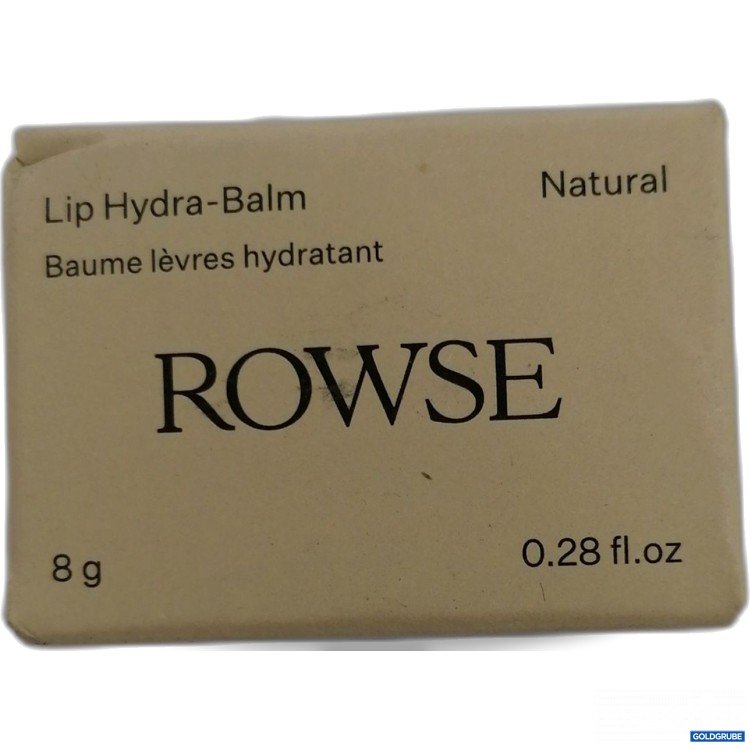 Lip Hydra-Balm Natural
Baume lèvres hydratant
ROWSE
8 g 0.28 fl.oz
GOLDGRUBE